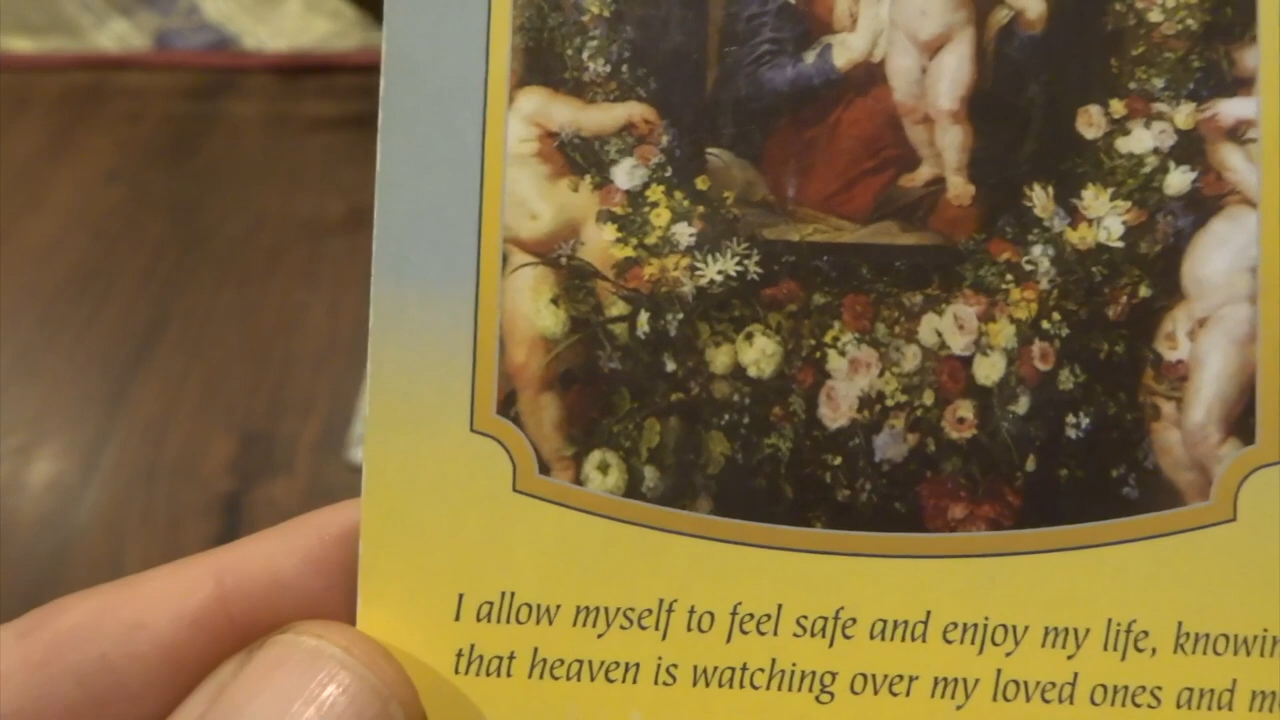 I allow myself to feel safe and enjoy my life,
that heaven is watching over my loved ones and